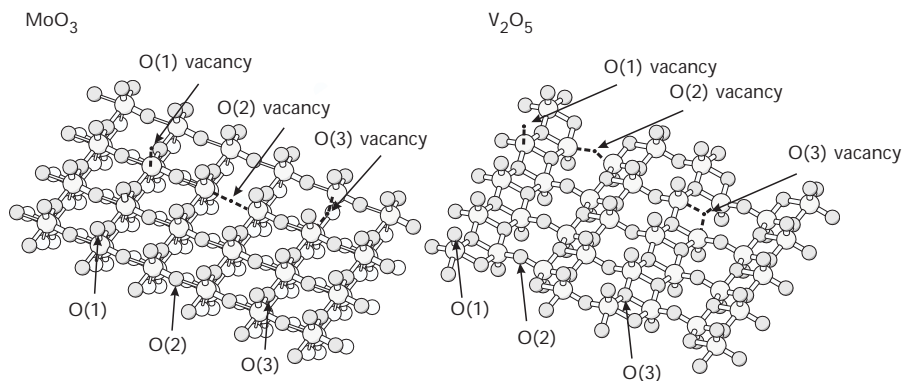 MoO3
O(1) vacancy
O(2) vacancy
O(3) vacancy
O(1)
O(2)
O(3)
V2O5
O(1) vacancy
O(2) vacancy
O(3) vacancy
O(1)
O(2)
O(3)